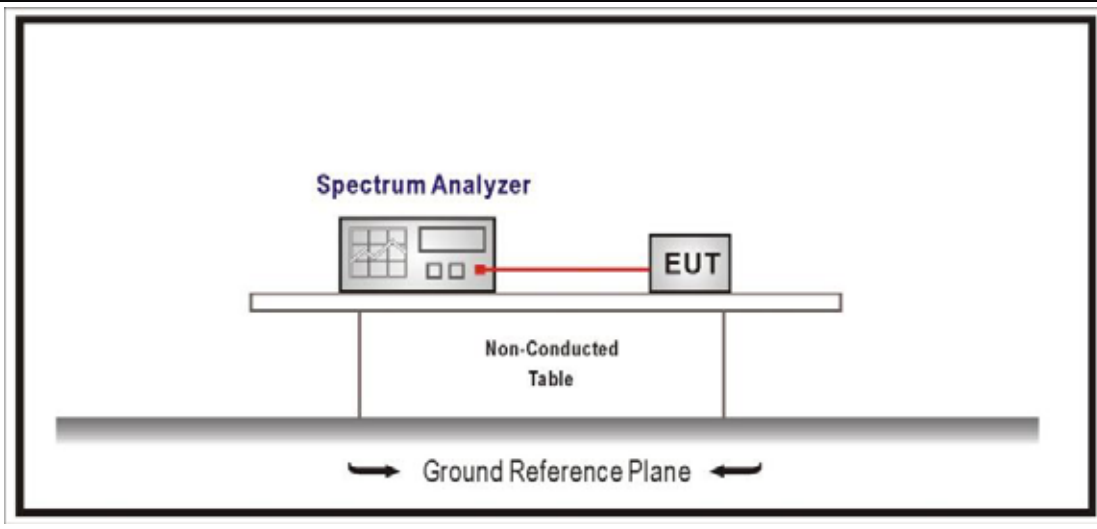 Spectrum Analyzer
EUT
Non-Conducted
Table
Ground Reference Plane